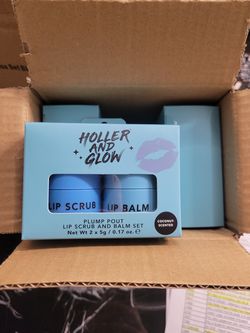 HOLLER
AND
GLOW
LIP SCRUB
LIP BALM
COCONUT
SCENTED
PLUMP POUT
LIP SCRUB AND BALM SET
Net Wt 2 x 5g / 0.17 oz.